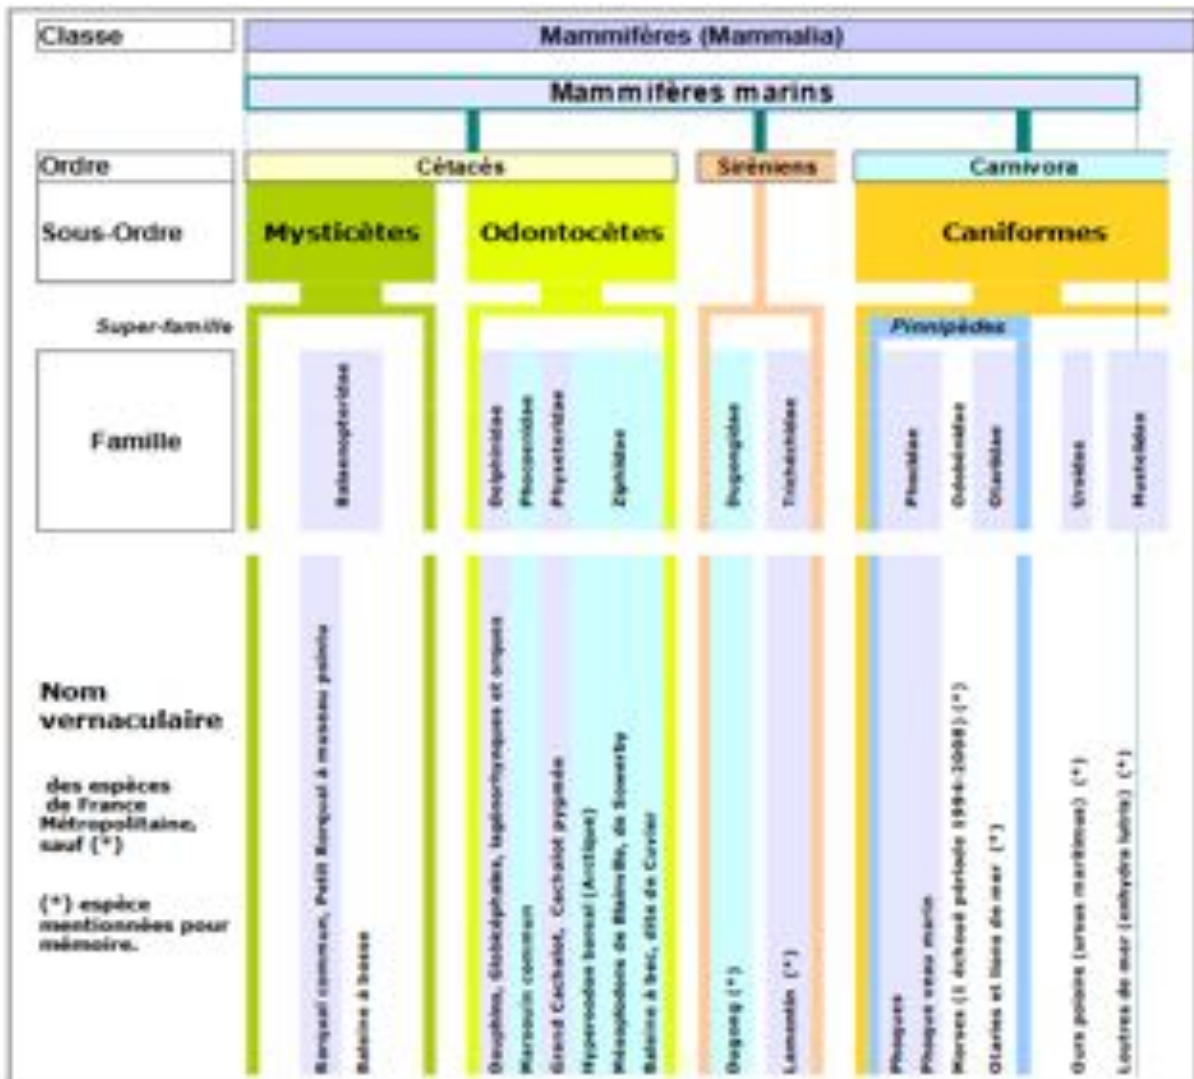 Classe
Mammifères (Mammalia)
Mammifères marins
Ordre
Cétacés
Sirèniens
Carnivora
Sous-Ordre
Mysticètes
Odontocètes
Caniformes
Super-famille
Pinnipèdes
Famille
Balaenopteridae
Delphinidae
Phocoenidae
Physeteridae
Ziphidae
Dugongidae
Trichéchidae
Phocidae
Odobénidae
Otariidae
Ursidae
Mustelidae
Nom
vernaculaire
des espèces
de France
Métropolitaine,
sauf (*)
(*) espèce
mentionnées pour
mémoire.
Rorqual commun, Petit Rorqual à museau pointu
Baleine à bosse
Dauphins, Globicéphales, lagénorhynques et orques
Marsouin commun
Grand Cachalot, Cachalot pygmée
Hyperoodon boreal (Arctique)
Mésoplodons de Blainville, de Sowerby
Baleine à bec, dite de Cuvier
Dugong (*)
Lamentin (*)
Phoques
Phoque veau marin
Morses (1 échoué période 1994-2008) (*)
Otaries et lions de mer (*)
Ours polaire (ursus maritimus) (*)
Loutres de mer (enhydra lutris) (*)